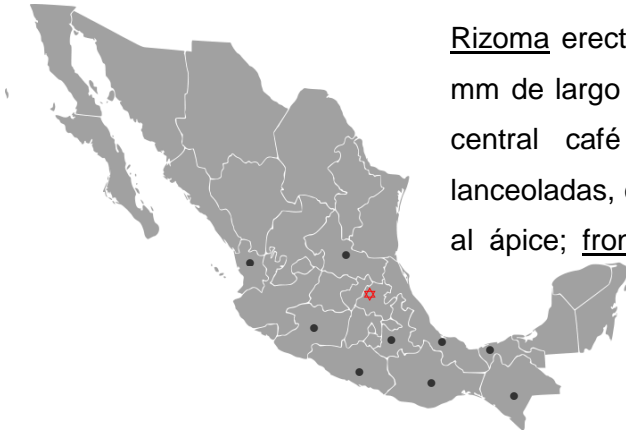 Rizoma erect
mm de largo
central café
lanceoladas,
al ápice; fron